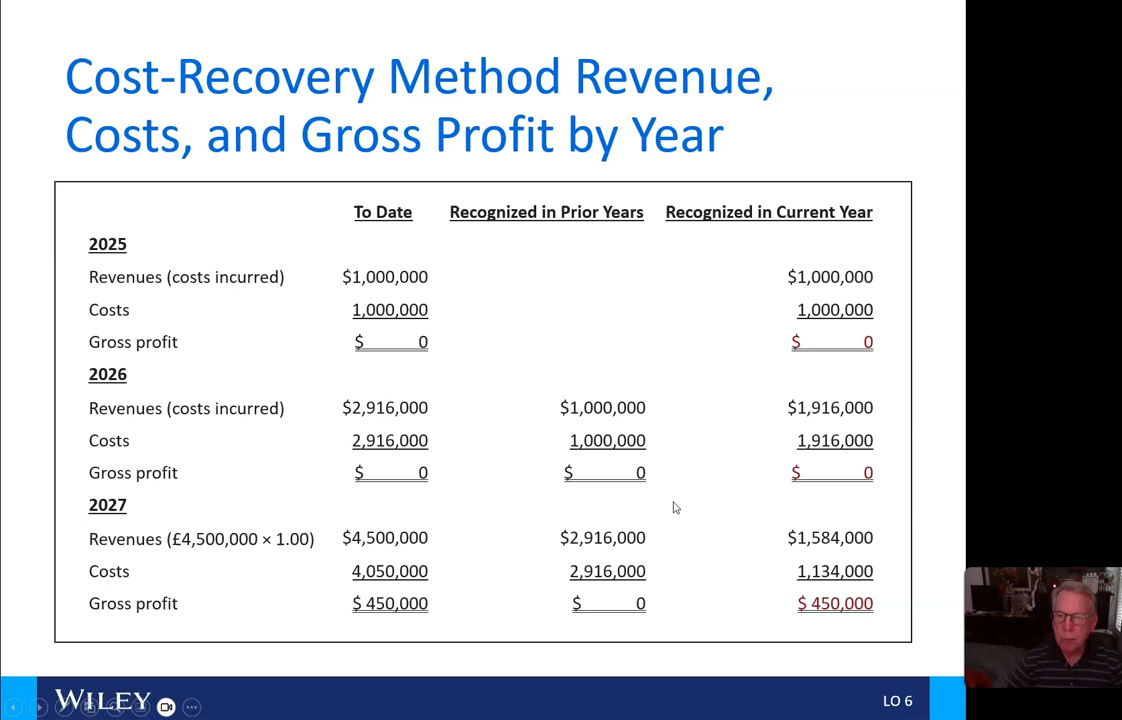 Cost-Recovery Method Revenue,
Costs, and Gross Profit by Year
To Date Recognized in Prior Years Recognized in Current Year
2025
Revenues (costs incurred) $1,000,000 $1,000,000
Costs 1,000,000 1,000,000
Gross profit $ 0 $ 0
2026
Revenues (costs incurred) $2,916,000 $1,000,000 $1,916,000
Costs 2,916,000 1,000,000 1,916,000
Gross profit $ 0 $ 0 $ 0
2027
Revenues (£4,500,000 × 1.00) $4,500,000 $2,916,000 $1,584,000
Costs 4,050,000 2,916,000 1,134,000
Gross profit $ 450,000 $ 0 $ 450,000
WILEY LO 6